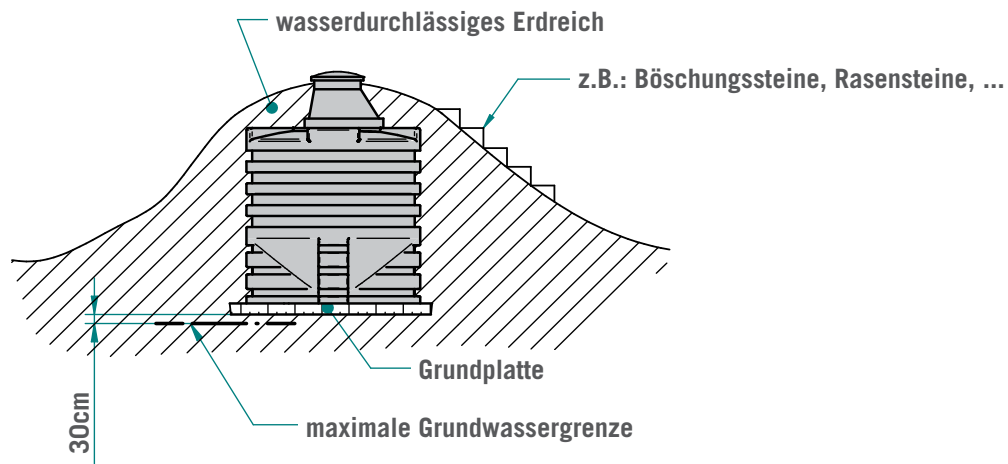 wasserdurchlässiges Erdreich
z.B.: Böschungssteine, Rasensteine, ...
Grundplatte
30cm
maximale Grundwassergrenze